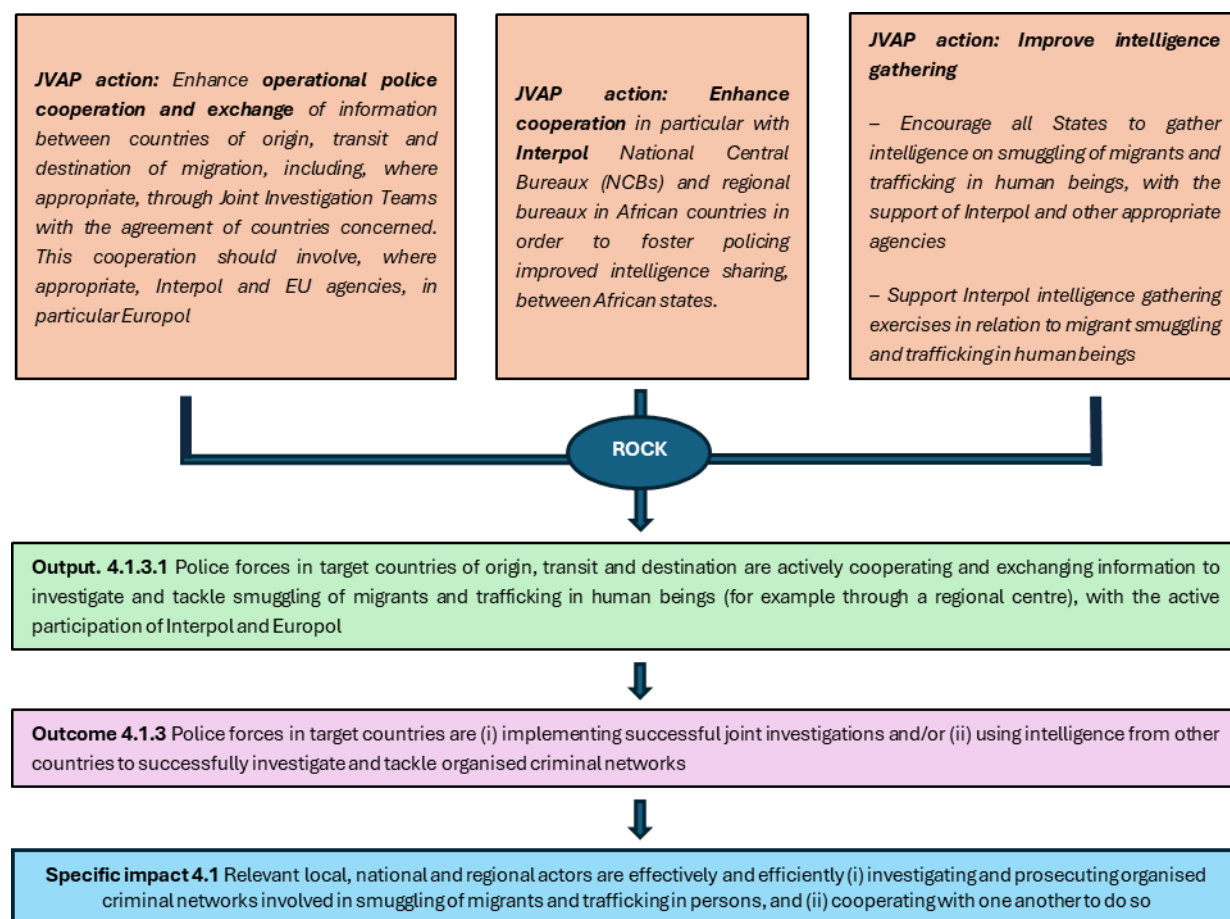 JVAP action: Enhance operational police
cooperation and exchange of information
between countries of origin, transit and
destination of migration, including, where
appropriate, through Joint Investigation Teams
with the agreement of countries concerned.
This cooperation should involve, where
appropriate, Interpol and EU agencies, in
particular Europol
JVAP action: Enhance
cooperation in particular with
Interpol National Central
Bureaux (NCBs) and regional
bureaux in African countries in
order to foster policing
improved intelligence sharing,
between African states.
JVAP action: Improve intelligence
gathering
– Encourage all States to gather
intelligence on smuggling of migrants and
trafficking in human beings, with the
support of Interpol and other appropriate
agencies
– Support Interpol intelligence gathering
exercises in relation to migrant smuggling
and trafficking in human beings
ROCK
Output. 4.1.3.1 Police forces in target countries of origin, transit and destination are actively cooperating and exchanging information to
investigate and tackle smuggling of migrants and trafficking in human beings (for example through a regional centre), with the active
participation of Interpol and Europol
Outcome 4.1.3 Police forces in target countries are (i) implementing successful joint investigations and/or (ii) using intelligence from other
countries to successfully investigate and tackle organised criminal networks
Specific impact 4.1 Relevant local, national and regional actors are effectively and efficiently (i) investigating and prosecuting organised
criminal networks involved in smuggling of migrants and trafficking in persons, and (ii) cooperating with one another to do so